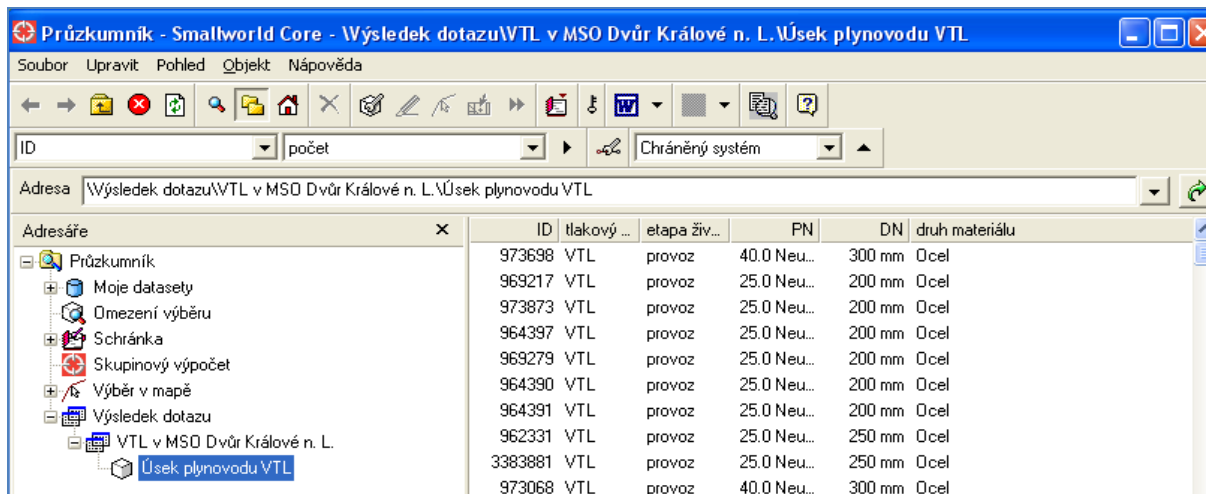 Průzkumník - Smallworld Core - \Výsledek dotazu\VTL v MSO Dvůr Králové n. L.\Úsek plynovodu VTL
Soubor Upravit Pohled Objekt Nápověda
ID počet Chráněný systém
Adresa \Výsledek dotazu\VTL v MSO Dvůr Králové n. L.\Úsek plynovodu VTL
Adresáře
Průzkumník
Moje datasety
Omezení výběru
Schránka
Skupinový výpočet
Výběr v mapě
Výsledek dotazu
VTL v MSO Dvůr Králové n. L.
Úsek plynovodu VTL
ID tlakový ... etapa živ... PN DN druh materiálu
973698 VTL provoz 40.0 Neu... 300 mm Ocel
969217 VTL provoz 25.0 Neu... 200 mm Ocel
973873 VTL provoz 25.0 Neu... 200 mm Ocel
964397 VTL provoz 25.0 Neu... 200 mm Ocel
969279 VTL provoz 25.0 Neu... 200 mm Ocel
964390 VTL provoz 25.0 Neu... 200 mm Ocel
964391 VTL provoz 25.0 Neu... 200 mm Ocel
962331 VTL provoz 25.0 Neu... 250 mm Ocel
3383881 VTL provoz 25.0 Neu... 250 mm Ocel
973068 VTL provoz 40.0 Neu... 300 mm Ocel